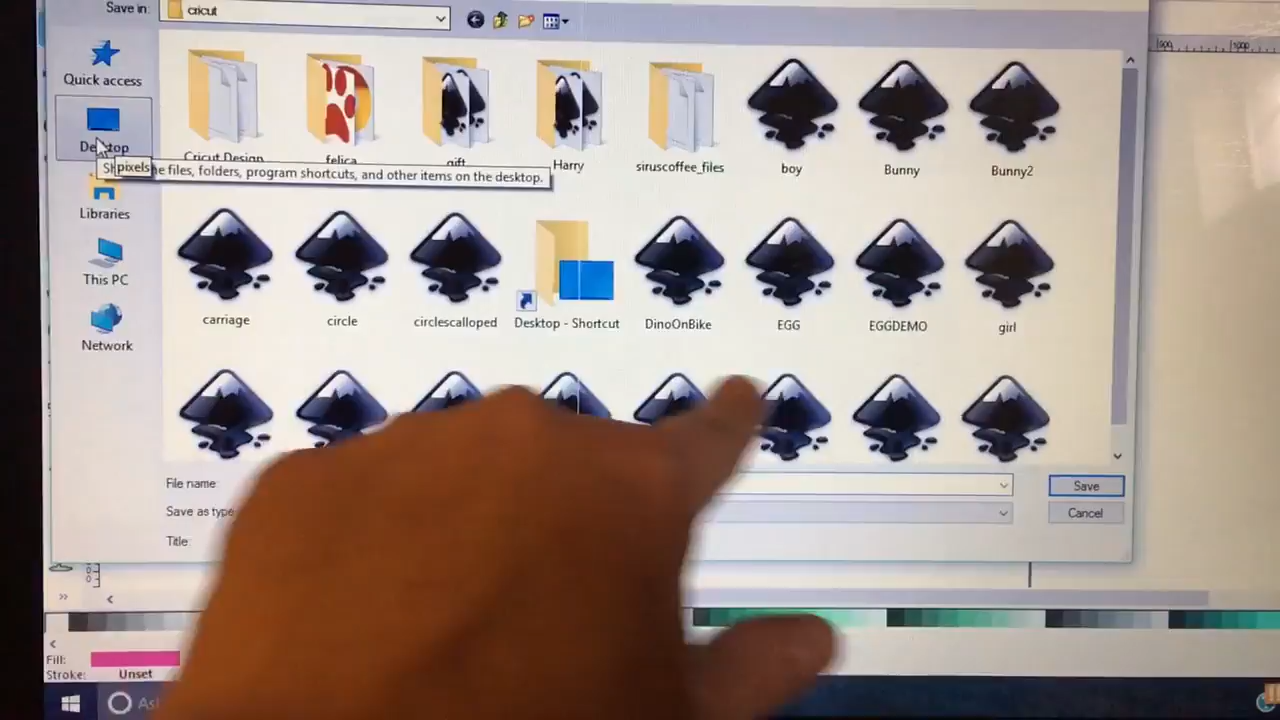 Save in: cricut
Quick access
Desktop
Libraries
This PC
Network
Cricut Design
felica
gift
Harry
siruscoffee_files
boy
Bunny
Bunny2
pixels
files, folders, program shortcuts, and other items on the desktop.
carriage
circle
circlescalloped
Desktop - Shortcut
DinoOnBike
EGG
EGGDEMO
girl
File name:
Save as type
Title:
Save
Cancel
Fill:
Stroke: Unset